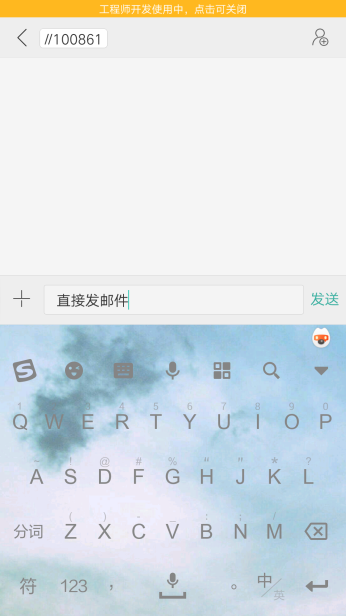 工程师开发使用中，点击可关闭
//100861
直接发邮件
发送
1 2 3 4 5 6 7 8 9 0
Q W E R T Y U I O P
~ ! @ # % " " * ?
A S D F G H J K L
( ) - _ : ; /
分词 Z X C V B N M
符 123 ， 。 中/英